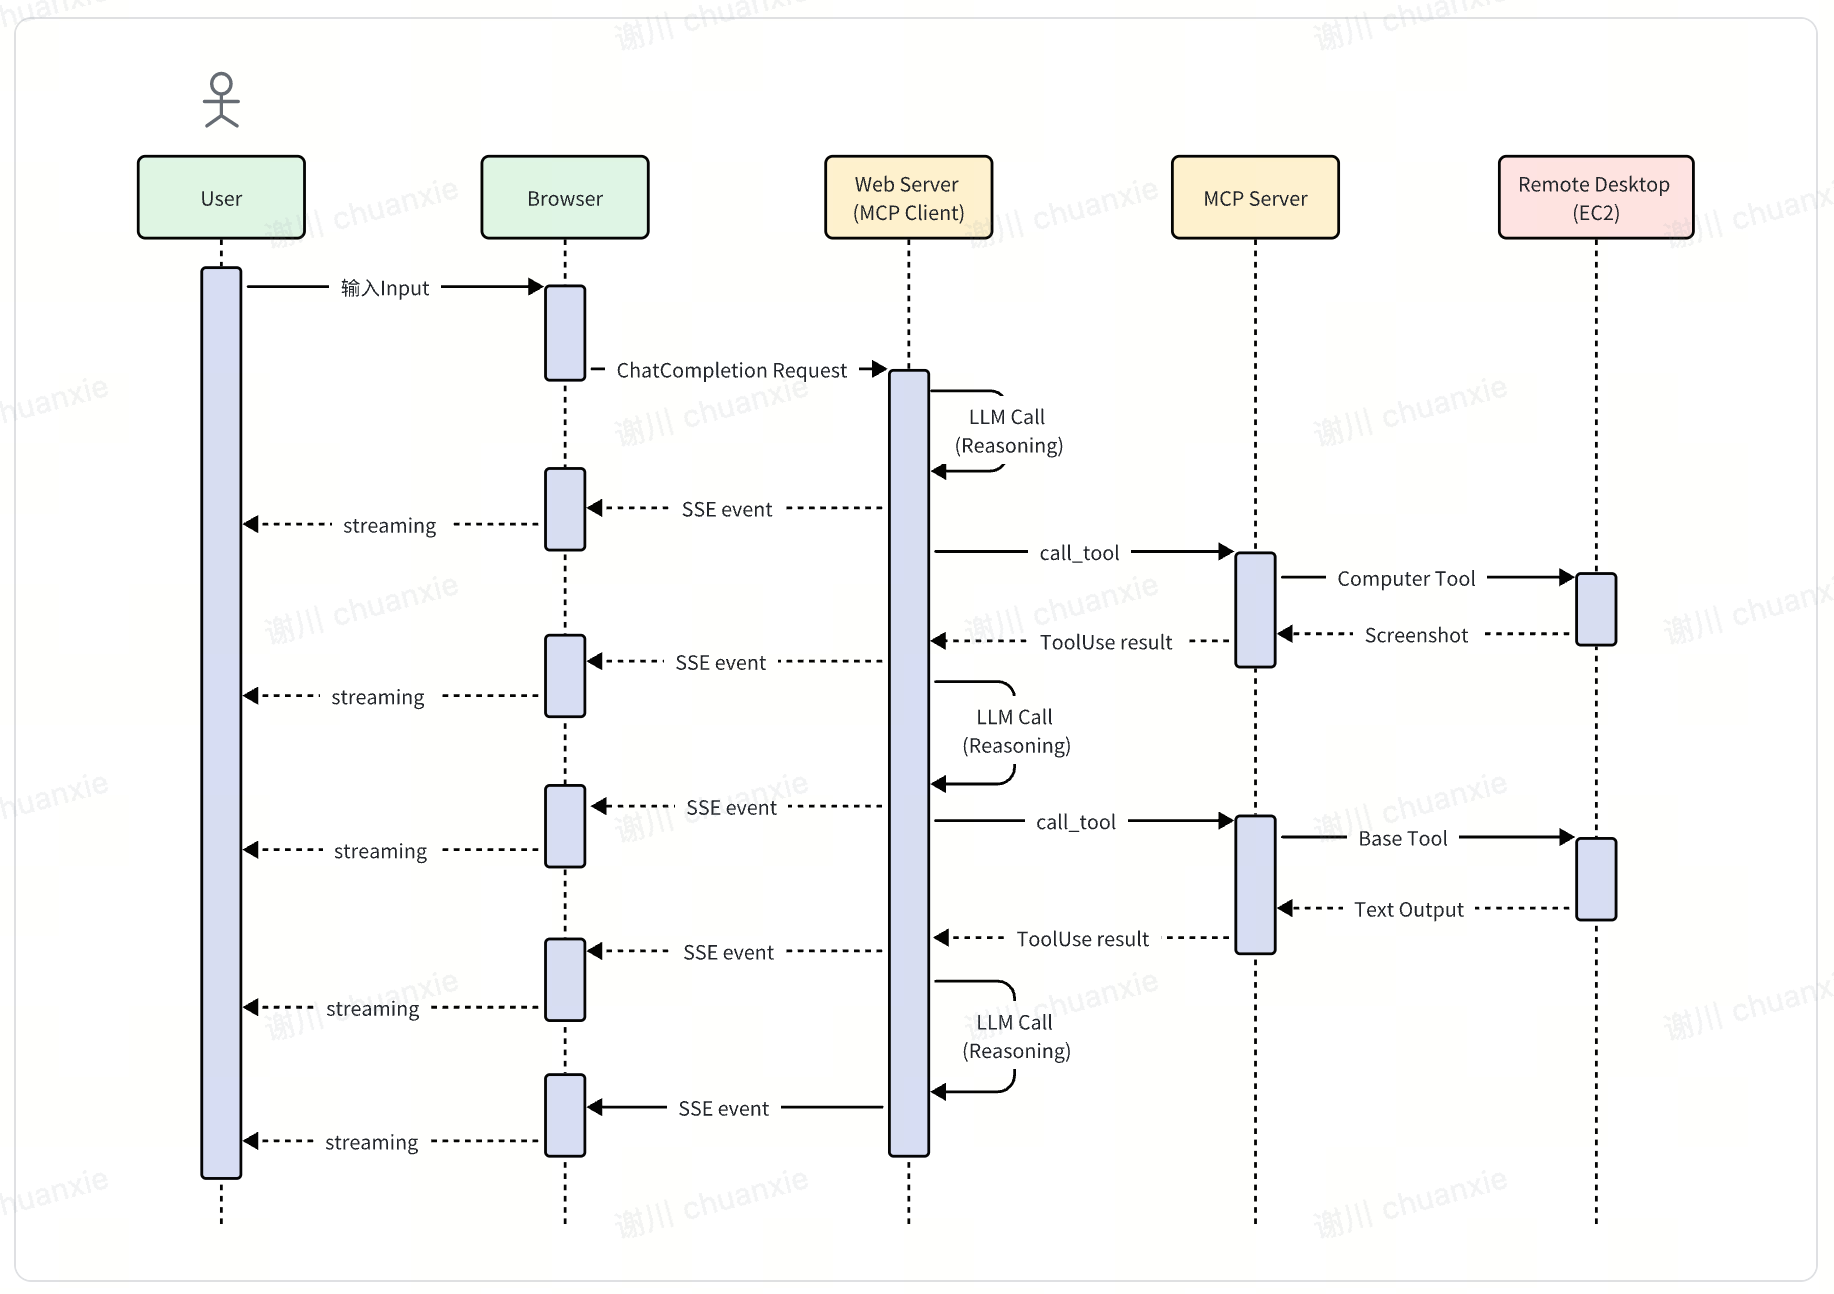 User
Browser
Web Server
(MCP Client)
MCP Server
Remote Desktop
(EC2)
输入Input
ChatCompletion Request
LLM Call
(Reasoning)
SSE event
streaming
call_tool
Computer Tool
Screenshot
ToolUse result
SSE event
streaming
LLM Call
(Reasoning)
SSE event
call_tool
Base Tool
streaming
Text Output
ToolUse result
SSE event
streaming
LLM Call
(Reasoning)
SSE event
streaming
谢川 chuanxie